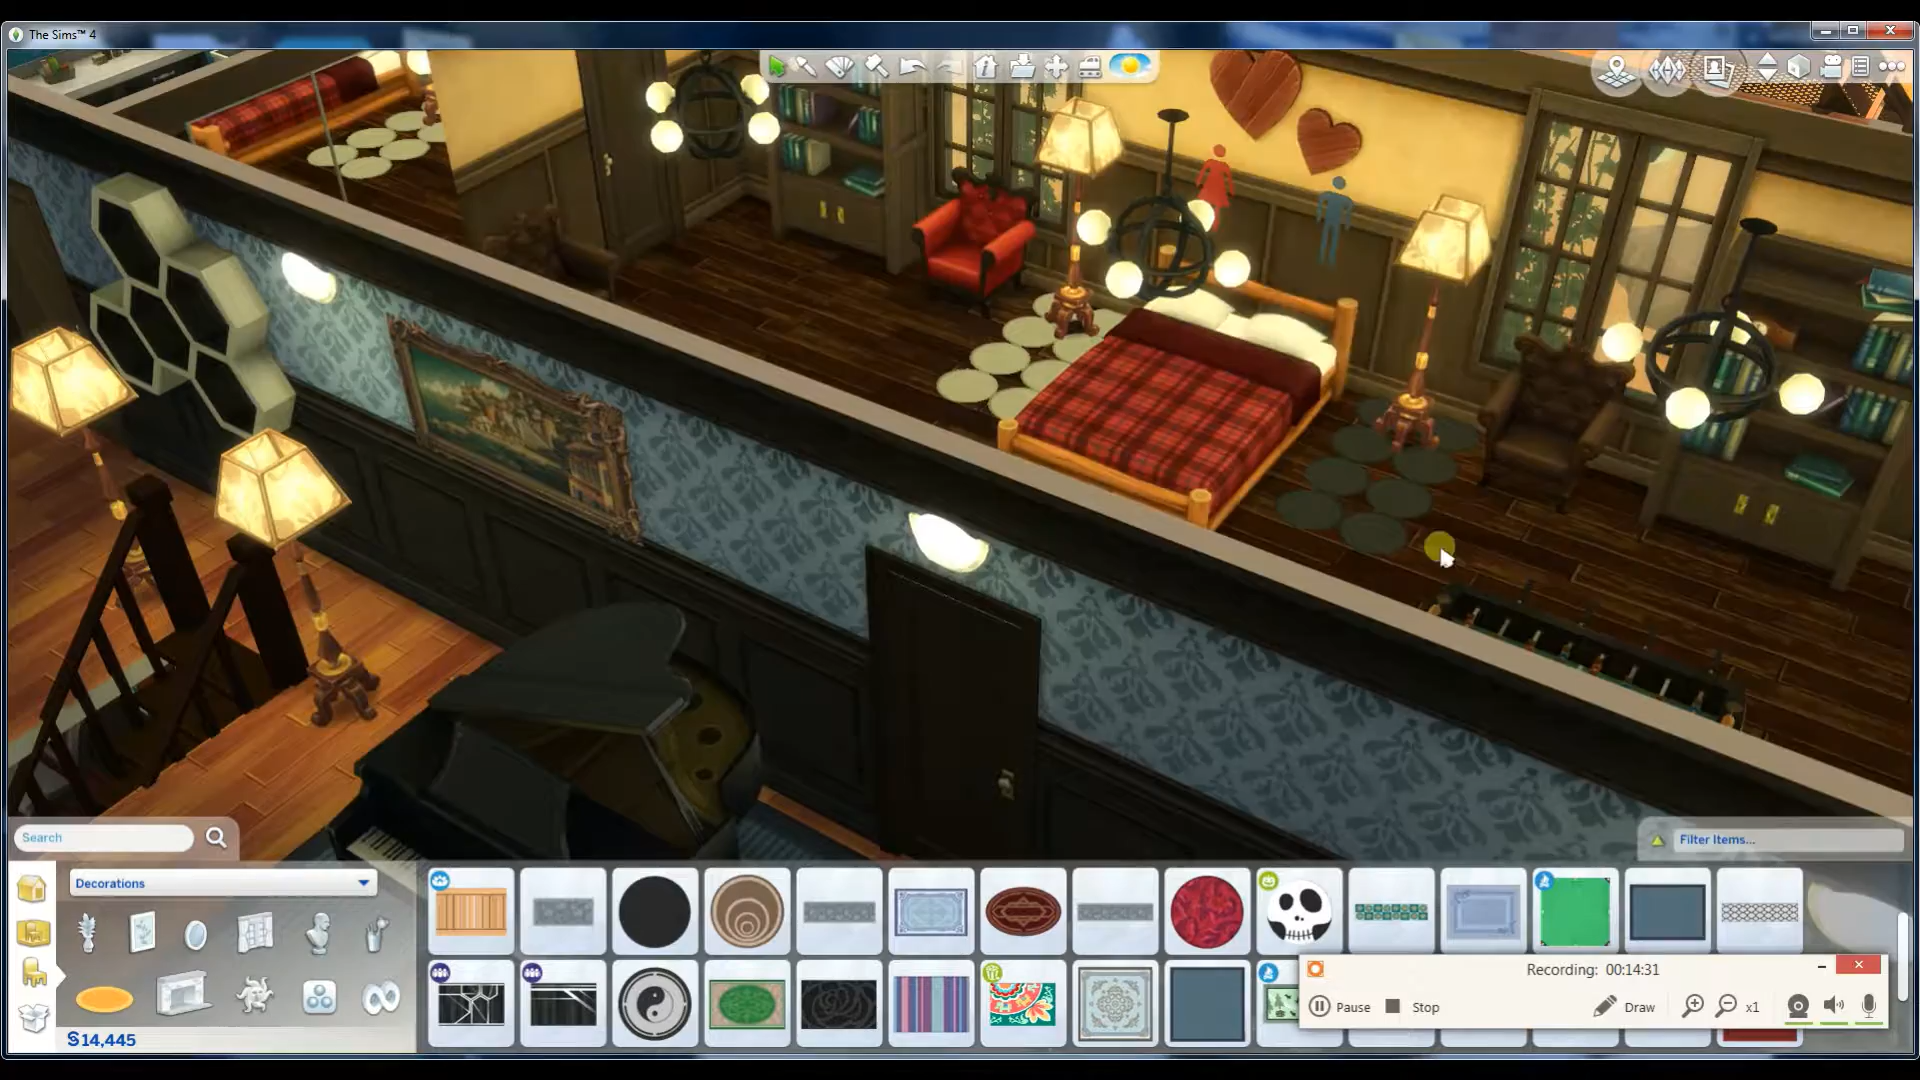 The Sims™ 4
Search
Filter Items...
Decorations
Recording: 00:14:31
Pause
Stop
Draw
x1
§14,445